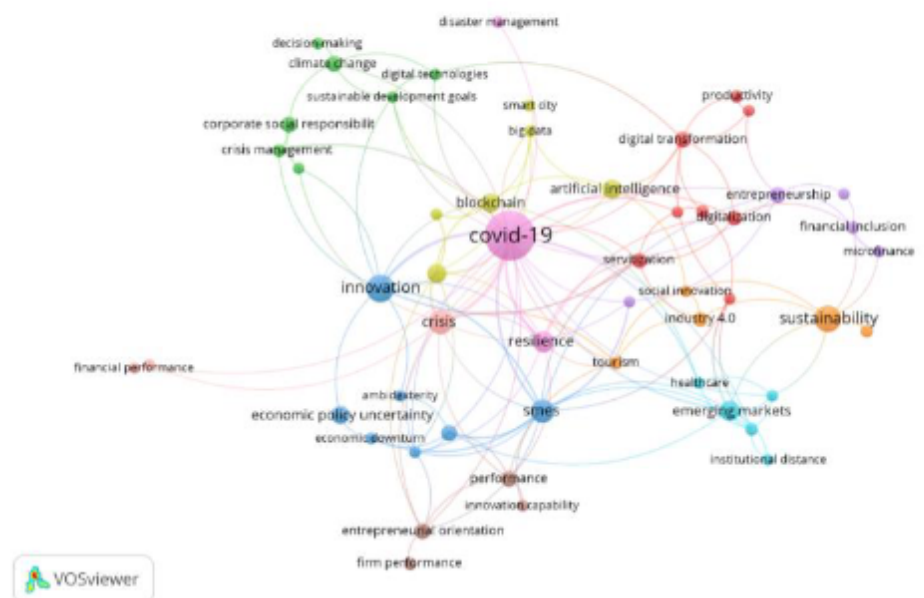 disaster management
decision making
climate change
digital technologies
sustainable development goals
smart city
productivity
corporate social responsibilit
big data
digital transformation
crisis management
artificial intelligence
entrepreneurship
blockchain
digitalization
covid-19
financial inclusion
microfinance
servitization
innovation
social innovation
crisis
industry 4.0
sustainability
resilience
tourism
financial performance
healthcare
ambidexterity
economic policy uncertainty
smes
emerging markets
economic downturn
institutional distance
performance
innovation capability
entrepreneurial orientation
firm performance
VOSviewer